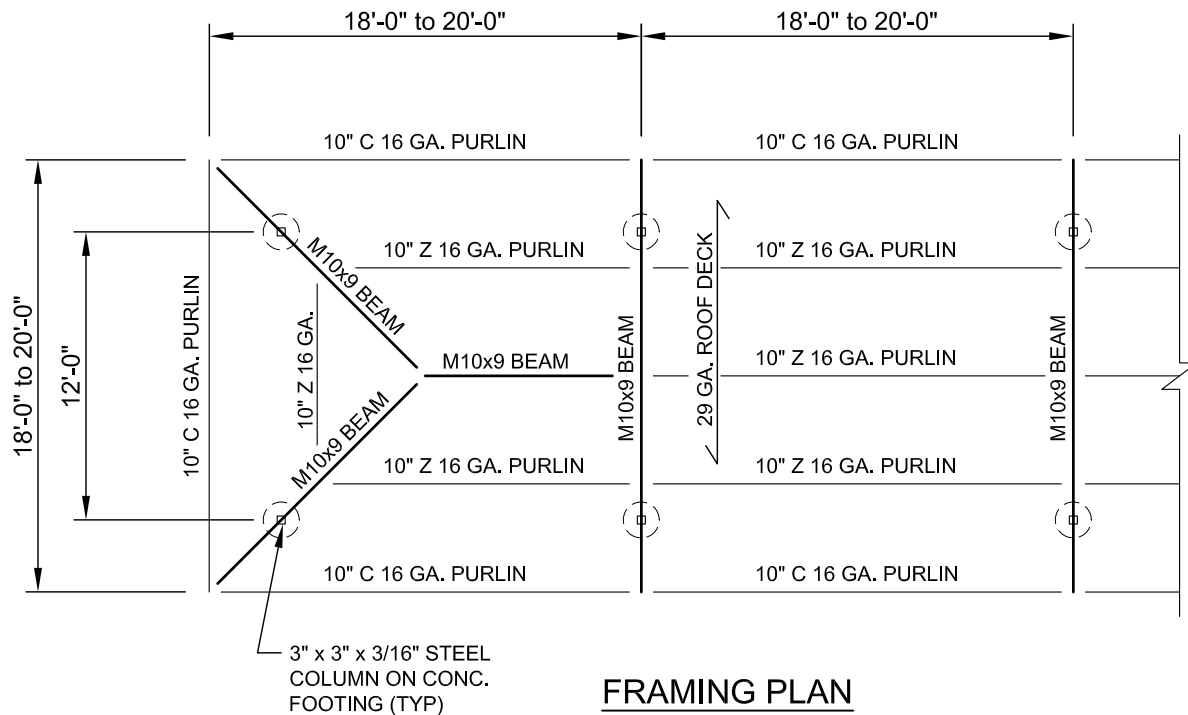 18'-0" to 20'-0"
18'-0" to 20'-0"
10" C 16 GA. PURLIN
10" C 16 GA. PURLIN
10" Z 16 GA. PURLIN
10" Z 16 GA. PURLIN
M10x9 BEAM
29 GA. ROOF DECK
18'-0" to 20'-0"
12'-0"
10" C 16 GA. PURLIN
10" Z 16 GA.
M10x9 BEAM
M10x9 BEAM
10" Z 16 GA. PURLIN
M10x9 BEAM
M10x9 BEAM
10" Z 16 GA. PURLIN
10" Z 16 GA. PURLIN
10" C 16 GA. PURLIN
10" C 16 GA. PURLIN
3" x 3" x 3/16" STEEL
COLUMN ON CONC.
FOOTING (TYP)
FRAMING PLAN